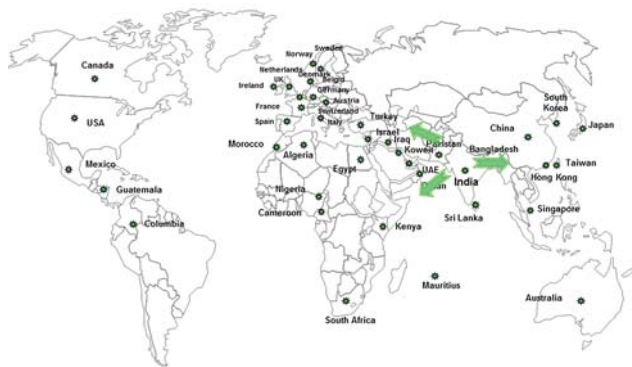 Canada
USA
Mexico
Guatemala
Columbia
Norway
Sweden
Netherlands
Denmark
UK
Belgid
Ireland
Germany
France
Austria
Switzerland
Spain
Italy
Turkey
Morocco
Algeria
Israel
Iraq
Koweit
Egypt
Pakistan
UAE
Nigeria
Cameroon
Kenya
South Africa
Mauritius
India
Sri Lanka
Bangladesh
China
South
Korea
Japan
Taiwan
Hong Kong
Singapore
Australia